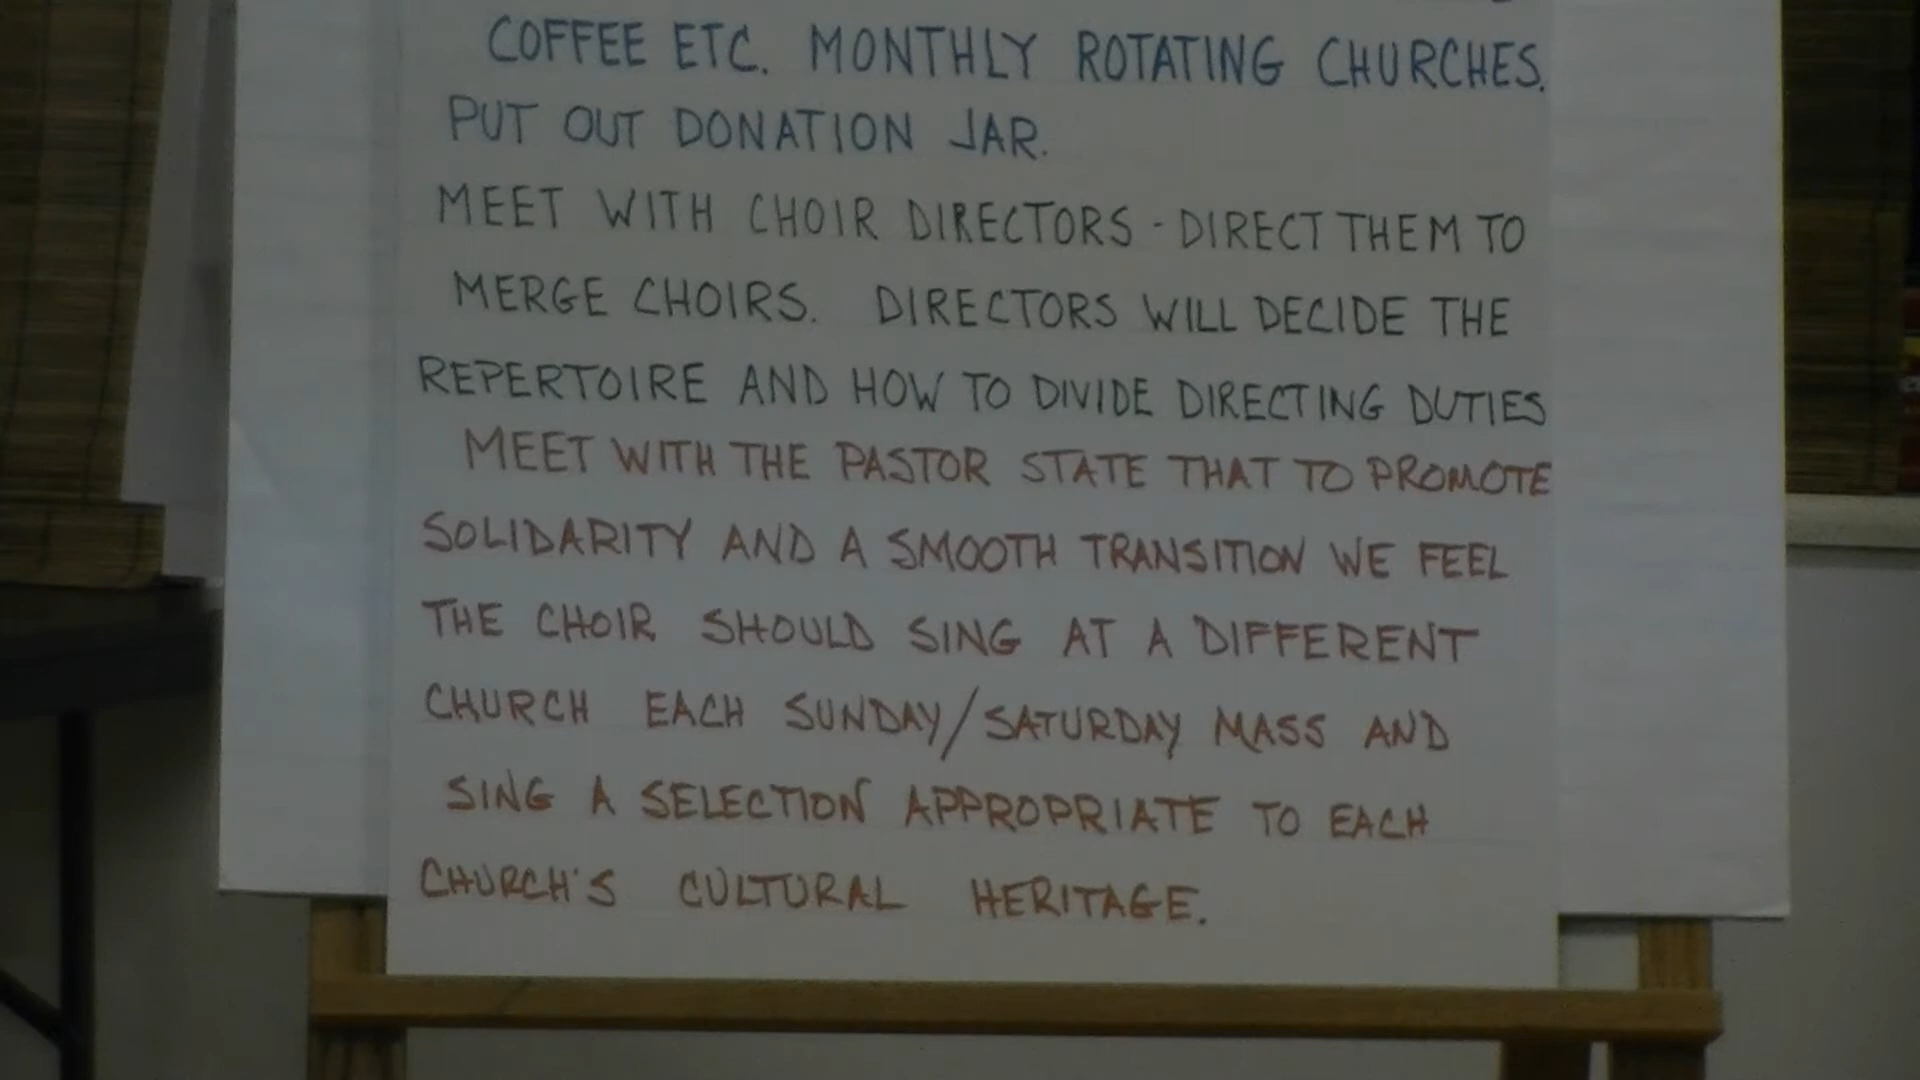 COFFEE ETC. MONTHLY ROTATING CHURCHES.
PUT OUT DONATION JAR.
MEET WITH CHOIR DIRECTORS - DIRECT THEM TO
MERGE CHOIRS. DIRECTORS WILL DECIDE THE
REPERTOIRE AND HOW TO DIVIDE DIRECTING DUTIES
MEET WITH THE PASTOR STATE THAT TO PROMOTE
SOLIDARITY AND A SMOOTH TRANSITION WE FEEL
THE CHOIR SHOULD SING AT A DIFFERENT
CHURCH EACH SUNDAY/SATURDAY MASS AND
SING A SELECTION APPROPRIATE TO EACH
CHURCH'S CULTURAL HERITAGE.